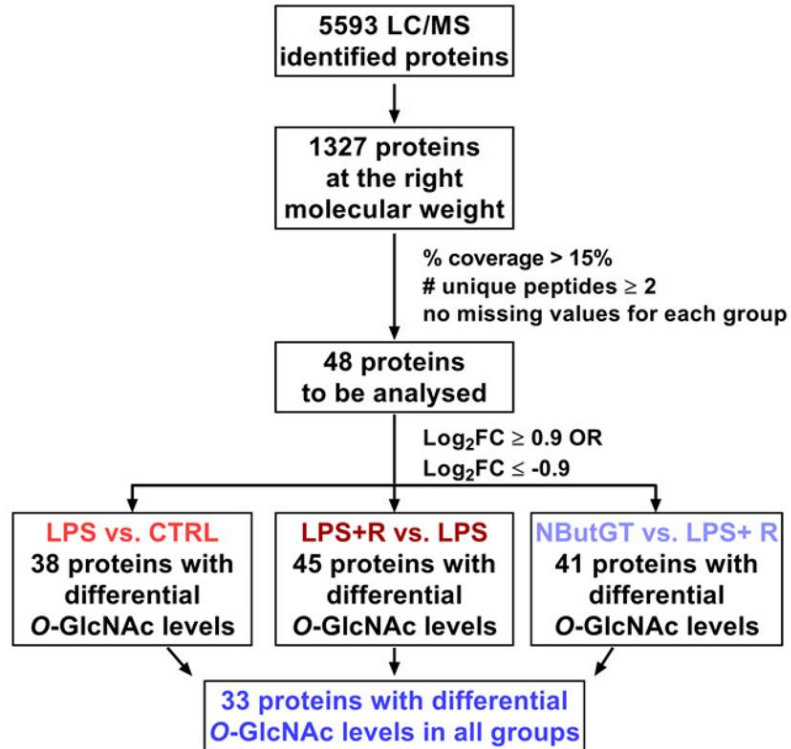 5593 LC/MS
identified proteins
1327 proteins
at the right
molecular weight
% coverage > 15%
# unique peptides ≥ 2
no missing values for each group
48 proteins
to be analysed
Log₂FC ≥ 0.9 OR
Log₂FC ≤ -0.9
LPS vs. CTRL
38 proteins with
differential
O-GlcNAc levels
LPS+R vs. LPS
45 proteins with
differential
O-GlcNAc levels
NButGT vs. LPS+ R
41 proteins with
differential
O-GlcNAc levels
33 proteins with differential
O-GlcNAc levels in all groups